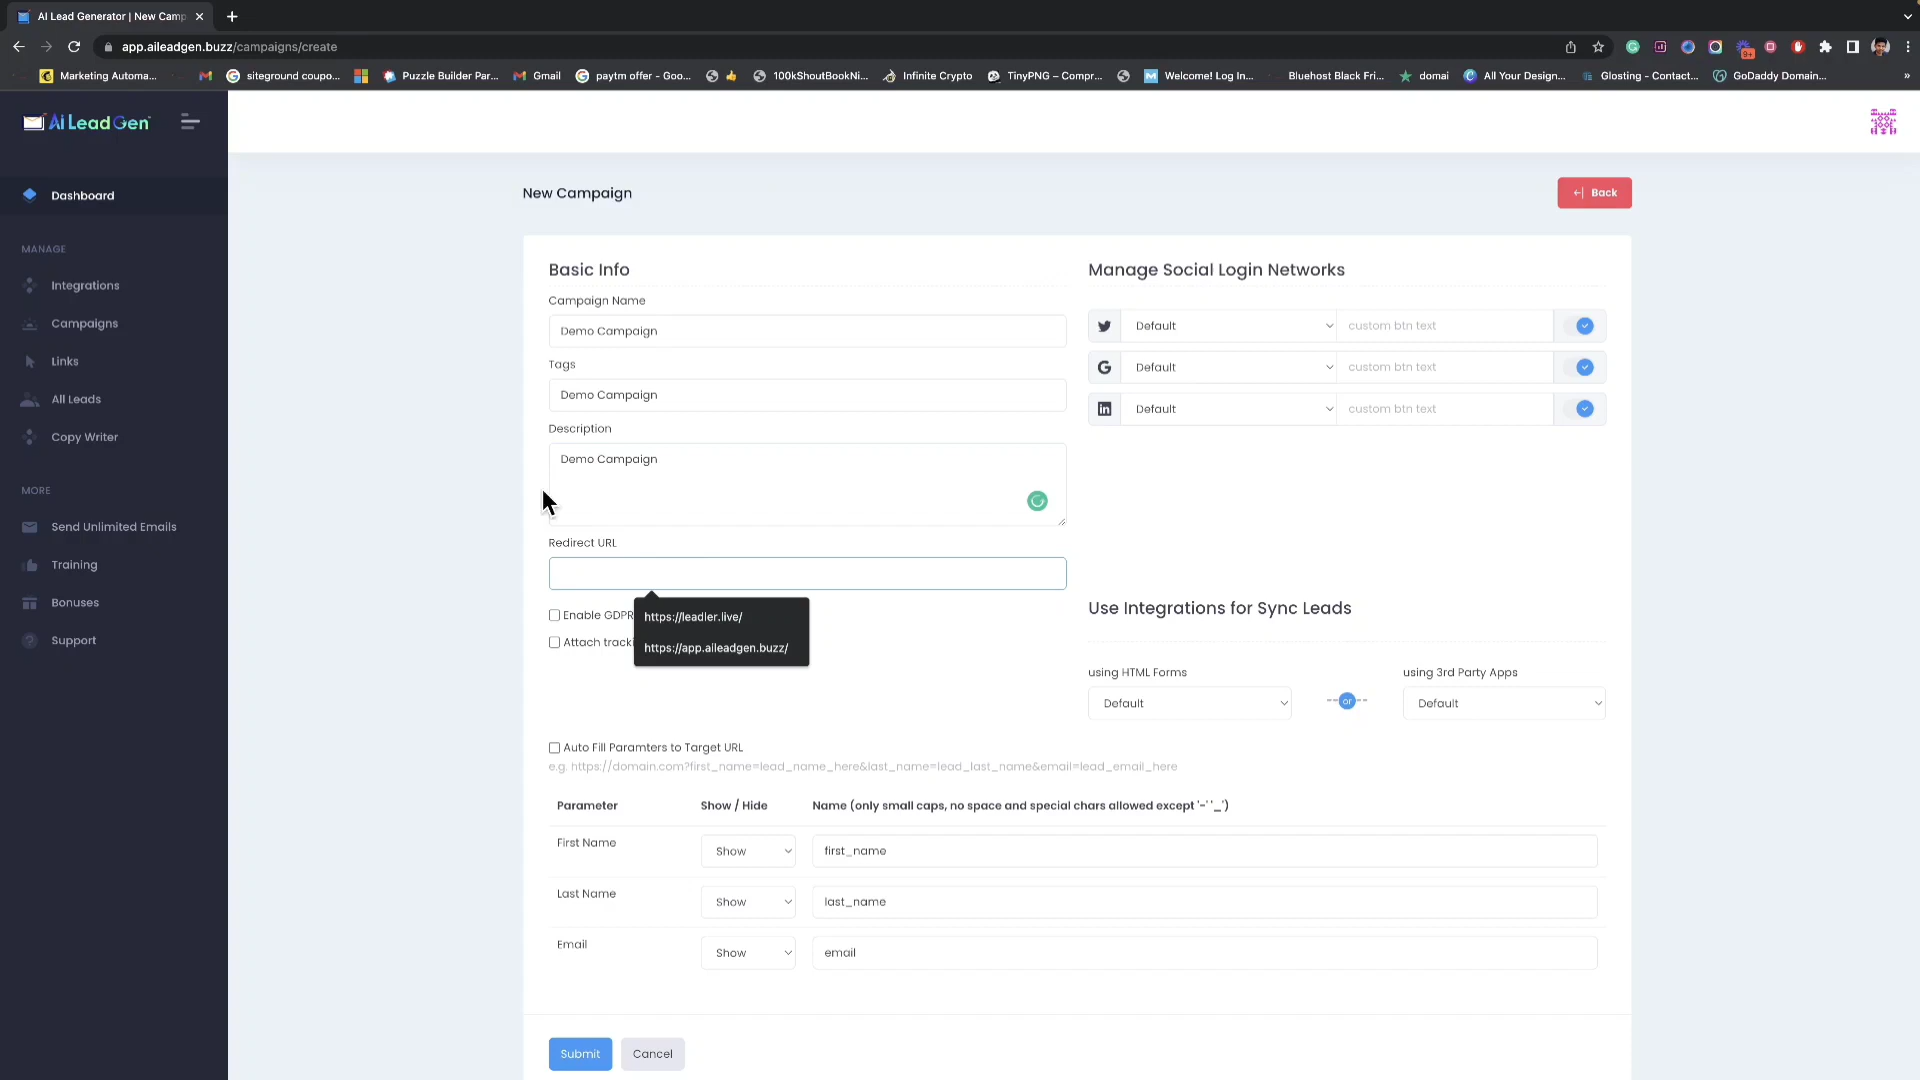 AI Lead Generator | New Camp
app.aileadgen.buzz/campaigns/create
9+
Marketing Automa...
siteground coupo...
Puzzle Builder Par...
Gmail
paytm offer - Goo...
100kShoutBookNi...
Infinite Crypto
TinyPNG – Compr...
Welcome! Log In...
Bluehost Black Fri...
domai
All Your Design...
Glosting - Contact...
GoDaddy Domain...
»
Ai Lead Gen
Dashboard
MANAGE
Integrations
Campaigns
Links
All Leads
Copy Writer
MORE
Send Unlimited Emails
Training
Bonuses
Support
New Campaign
Back
Basic Info
Campaign Name
Demo Campaign
Tags
Demo Campaign
Description
Demo Campaign
Redirect URL
https://leadler.live/
https://app.aileadgen.buzz/
Enable GDPR
Attach tracki
Manage Social Login Networks
Default custom btn text
Default custom btn text
Default custom btn text
Use Integrations for Sync Leads
using HTML Forms
Default
or
using 3rd Party Apps
Default
Auto Fill Paramters to Target URL
e.g. https://domain.com?first_name=lead_name_here&last_name=lead_last_name&email=lead_email_here
Parameter Show / Hide Name (only small caps, no space and special chars allowed except '-' '_')
First Name Show first_name
Last Name Show last_name
Email Show email
Submit
Cancel